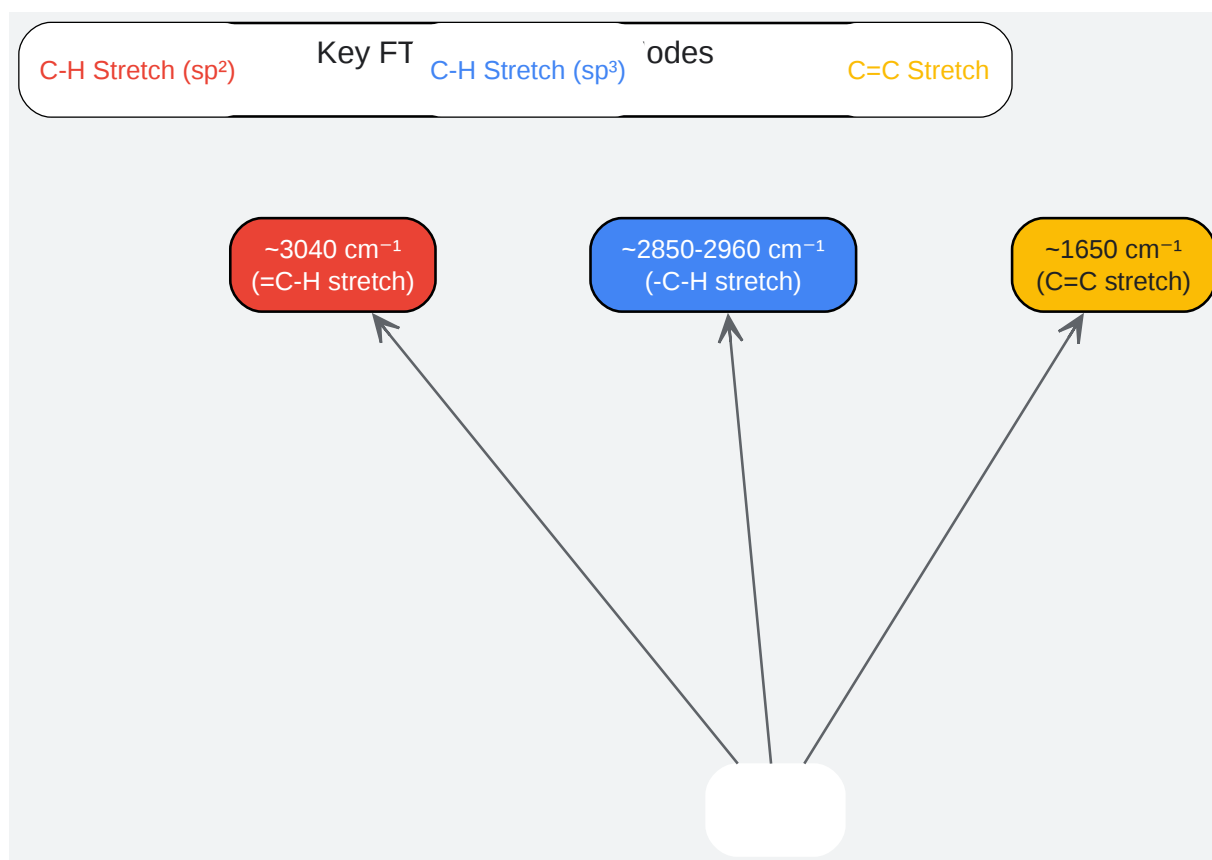 Key FT odes
C-H Stretch (sp²)
C-H Stretch (sp³)
C=C Stretch
~3040 cm⁻¹
(=C-H stretch)
~2850-2960 cm⁻¹
(-C-H stretch)
~1650 cm⁻¹
(C=C stretch)